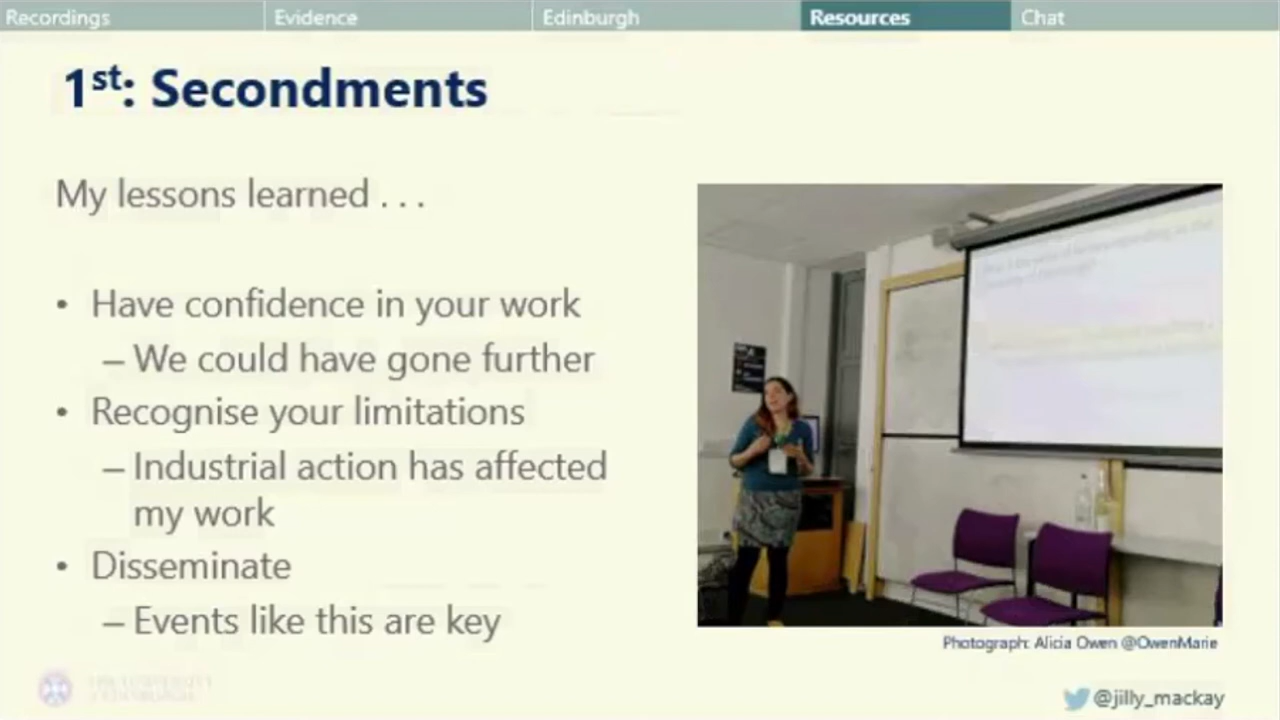 Recordings
Evidence
Edinburgh
Resources
Chat
1st: Secondments
My lessons learned . . .
• Have confidence in your work
– We could have gone further
• Recognise your limitations
– Industrial action has affected
my work
• Disseminate
– Events like this are key
Photograph: Alicia Owen @OwenMarie
@jilly_mackay